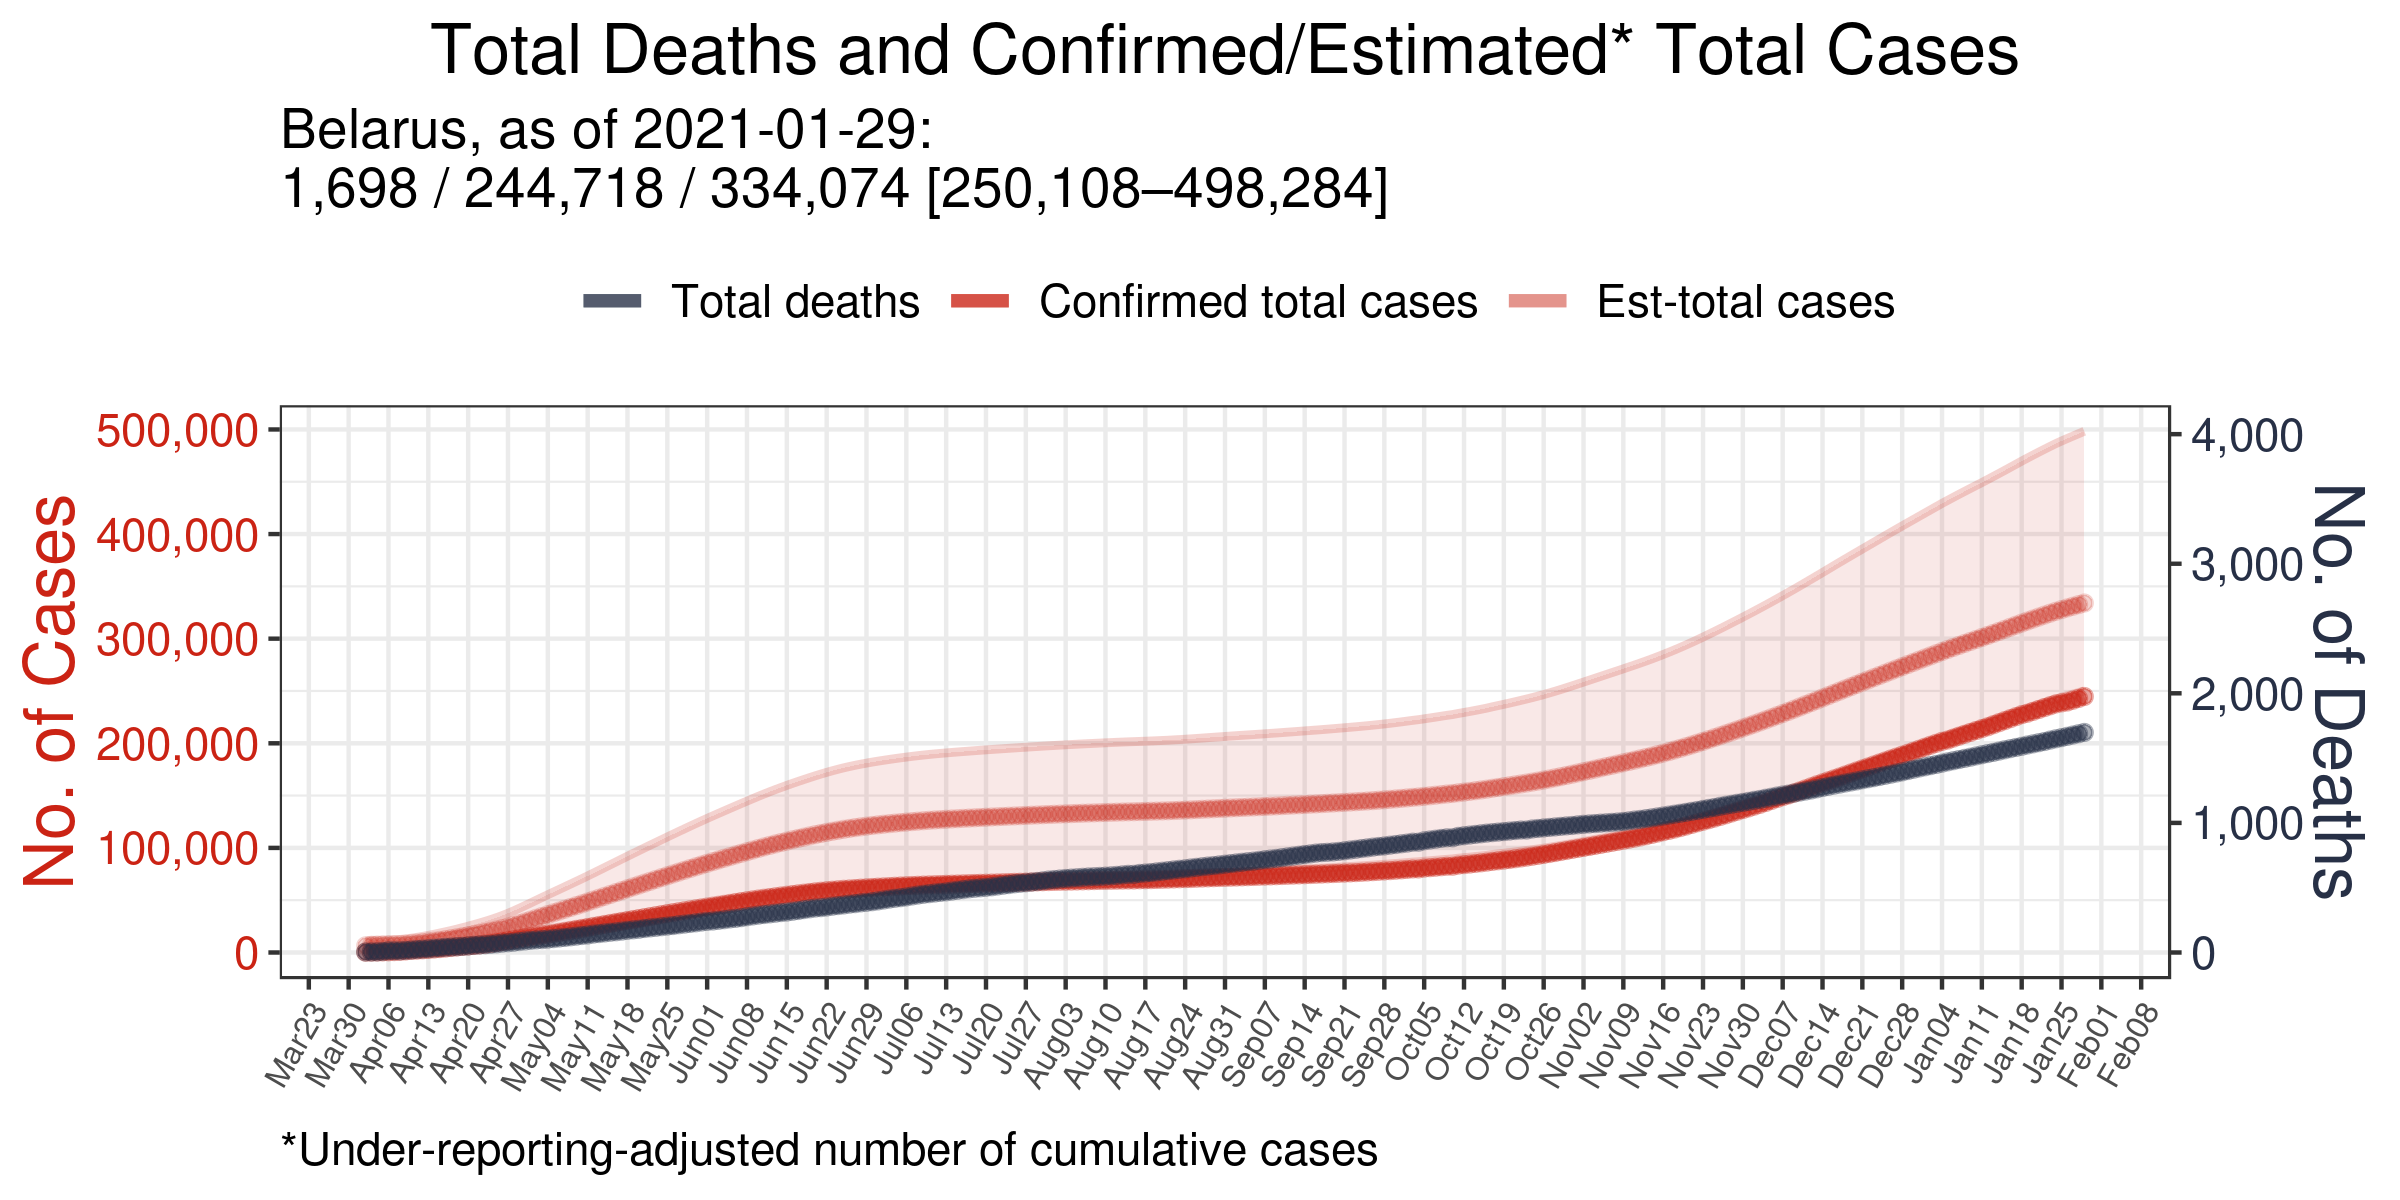 Total Deaths and Confirmed/Estimated* Total Cases
Belarus, as of 2021-01-29:
1,698 / 244,718 / 334,074 [250,108–498,284]
Total deaths
Confirmed total cases
Est-total cases
No. of Cases
500,000
400,000
300,000
200,000
100,000
0
4,000
3,000
2,000
1,000
0
No. of Deaths
Mar23
Mar30
Apr06
Apr13
Apr20
Apr27
May04
May11
May18
May25
Jun01
Jun08
Jun15
Jun22
Jun29
Jul06
Jul13
Jul20
Jul27
Aug03
Aug10
Aug17
Aug24
Aug31
Sep07
Sep14
Sep21
Sep28
Oct05
Oct12
Oct19
Oct26
Nov02
Nov09
Nov16
Nov23
Nov30
Dec07
Dec14
Dec21
Dec28
Jan04
Jan11
Jan18
Jan25
Feb01
Feb08
*Under-reporting-adjusted number of cumulative cases